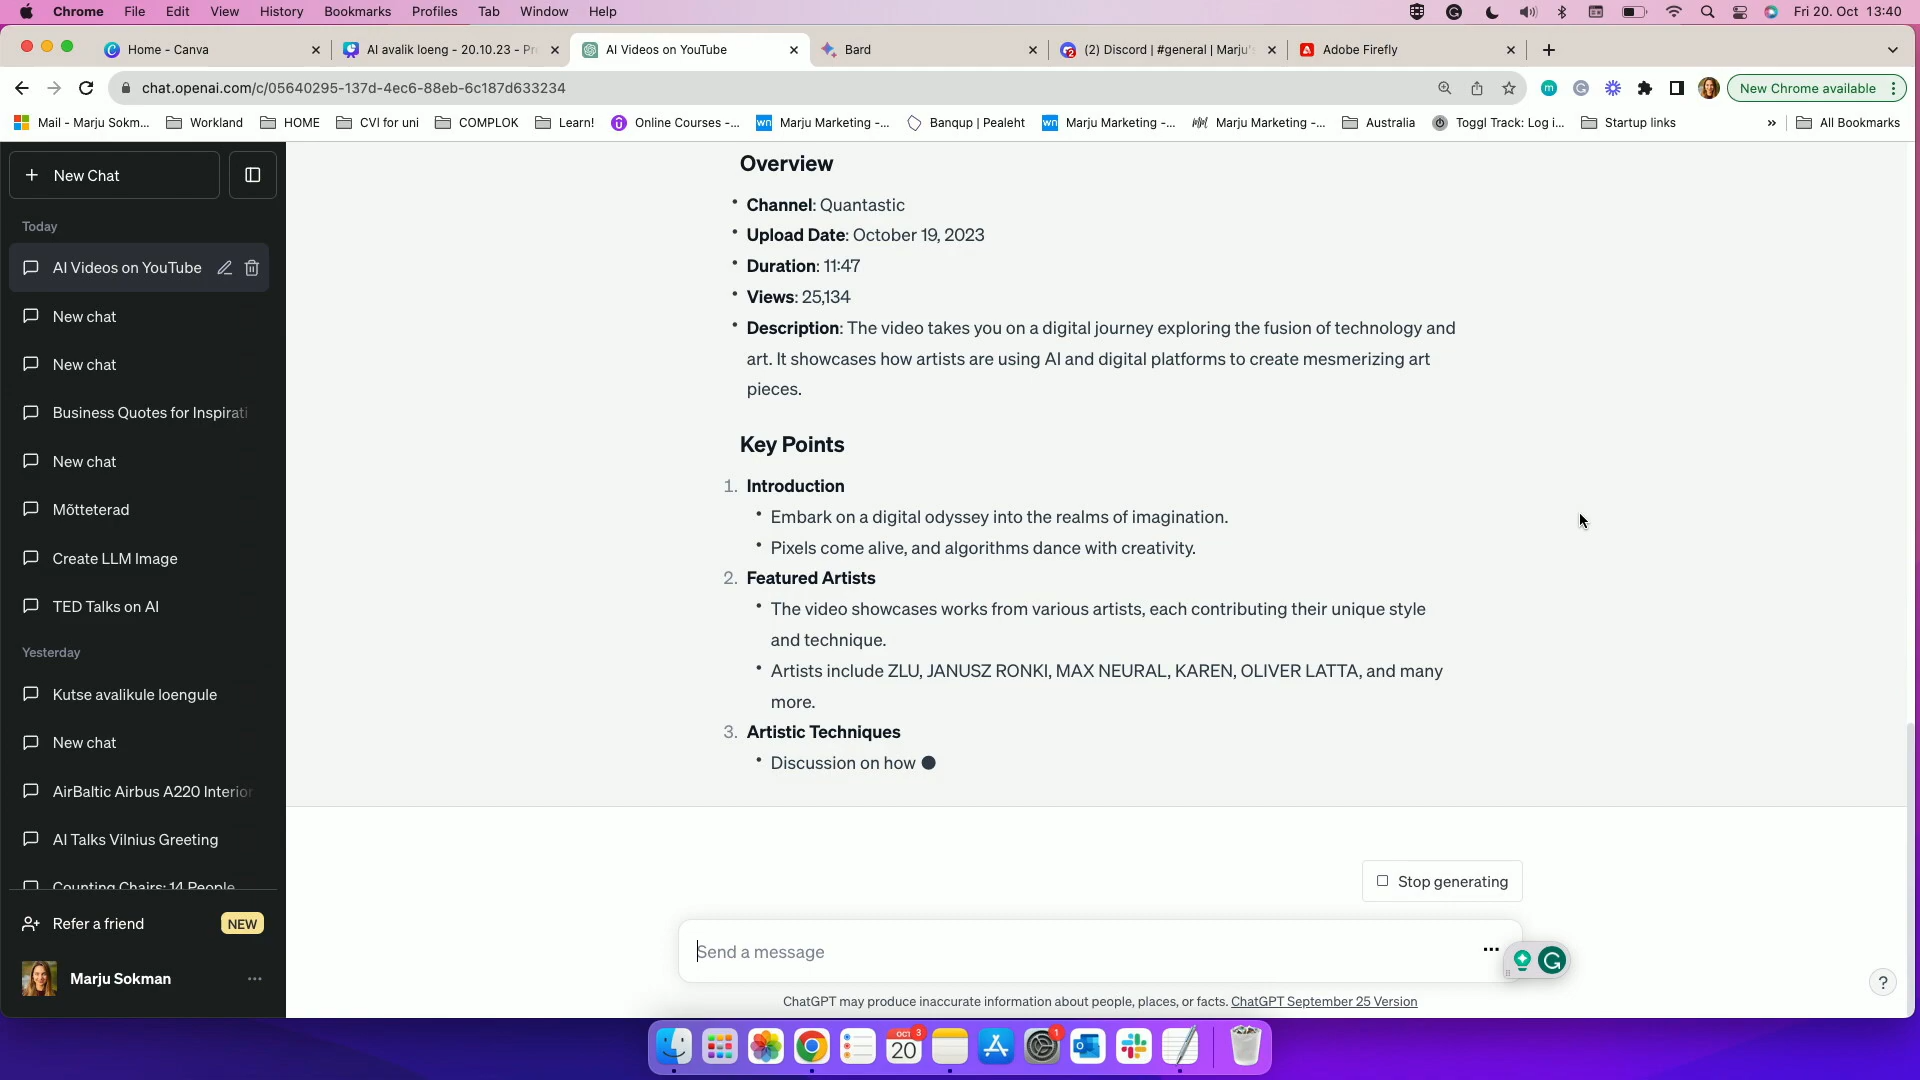 Chrome File Edit View History Bookmarks Profiles Tab Window Help Fri 20. Oct 13:40
Home - Canva
AI avalik loeng - 20.10.23 - Pr
AI Videos on YouTube
Bard
(2) Discord | #general | Marju'
Adobe Firefly
chat.openai.com/c/05640295-137d-4ec6-88eb-6c187d633234
New Chrome available
Mail - Marju Sokm...
Workland
HOME
CVI for uni
COMPLOK
Learn!
Online Courses -...
Marju Marketing -...
Banqup | Pealeht
Marju Marketing -...
Marju Marketing -...
Australia
Toggl Track: Log i...
Startup links
»
All Bookmarks
New Chat
Today
AI Videos on YouTube
New chat
New chat
Business Quotes for Inspirati
New chat
Mõtteterad
Create LLM Image
TED Talks on AI
Yesterday
Kutse avalikule loengule
New chat
AirBaltic Airbus A220 Interior
AI Talks Vilnius Greeting
Counting Chairs: 14 People
Refer a friend NEW
Marju Sokman
Overview
• Channel: Quantastic
• Upload Date: October 19, 2023
• Duration: 11:47
• Views: 25,134
• Description: The video takes you on a digital journey exploring the fusion of technology and
art. It showcases how artists are using AI and digital platforms to create mesmerizing art
pieces.
Key Points
1. Introduction
• Embark on a digital odyssey into the realms of imagination.
• Pixels come alive, and algorithms dance with creativity.
2. Featured Artists
• The video showcases works from various artists, each contributing their unique style
and technique.
• Artists include ZLU, JANUSZ RONKI, MAX NEURAL, KAREN, OLIVER LATTA, and many
more.
3. Artistic Techniques
• Discussion on how
Stop generating
Send a message
ChatGPT may produce inaccurate information about people, places, or facts. ChatGPT September 25 Version
?
OCT
20
3
1